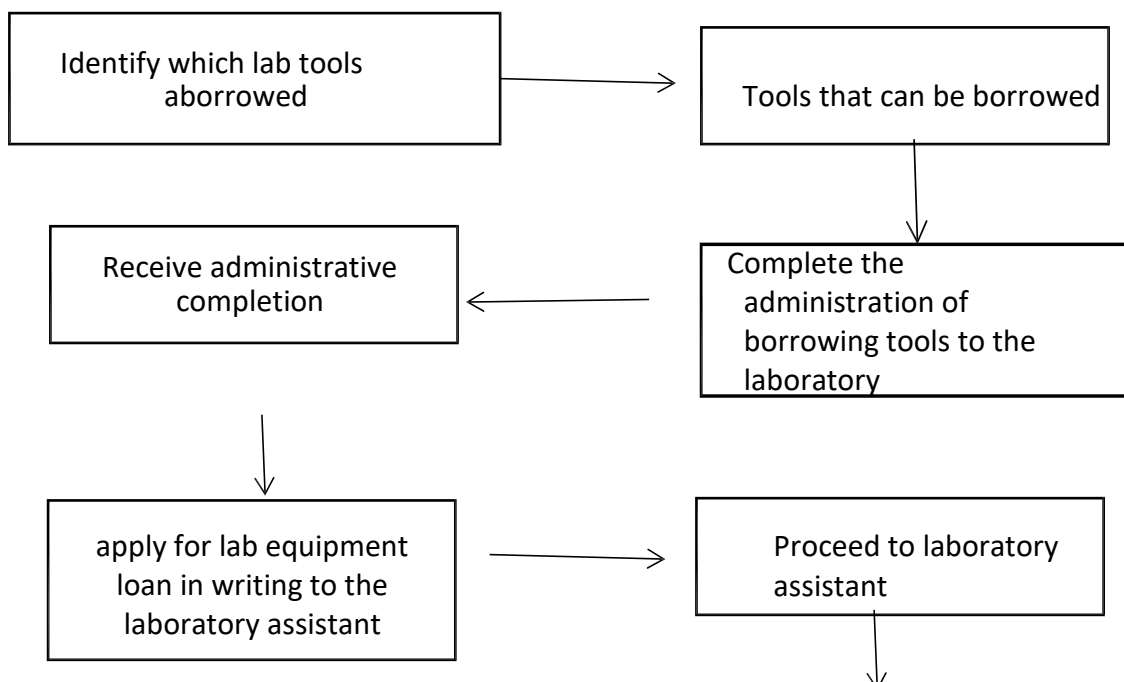 Identify which lab tools
aborrowed
Tools that can be borrowed
Complete the
administration of
borrowing tools to the
laboratory
Receive administrative
completion
apply for lab equipment
loan in writing to the
laboratory assistant
Proceed to laboratory
assistant